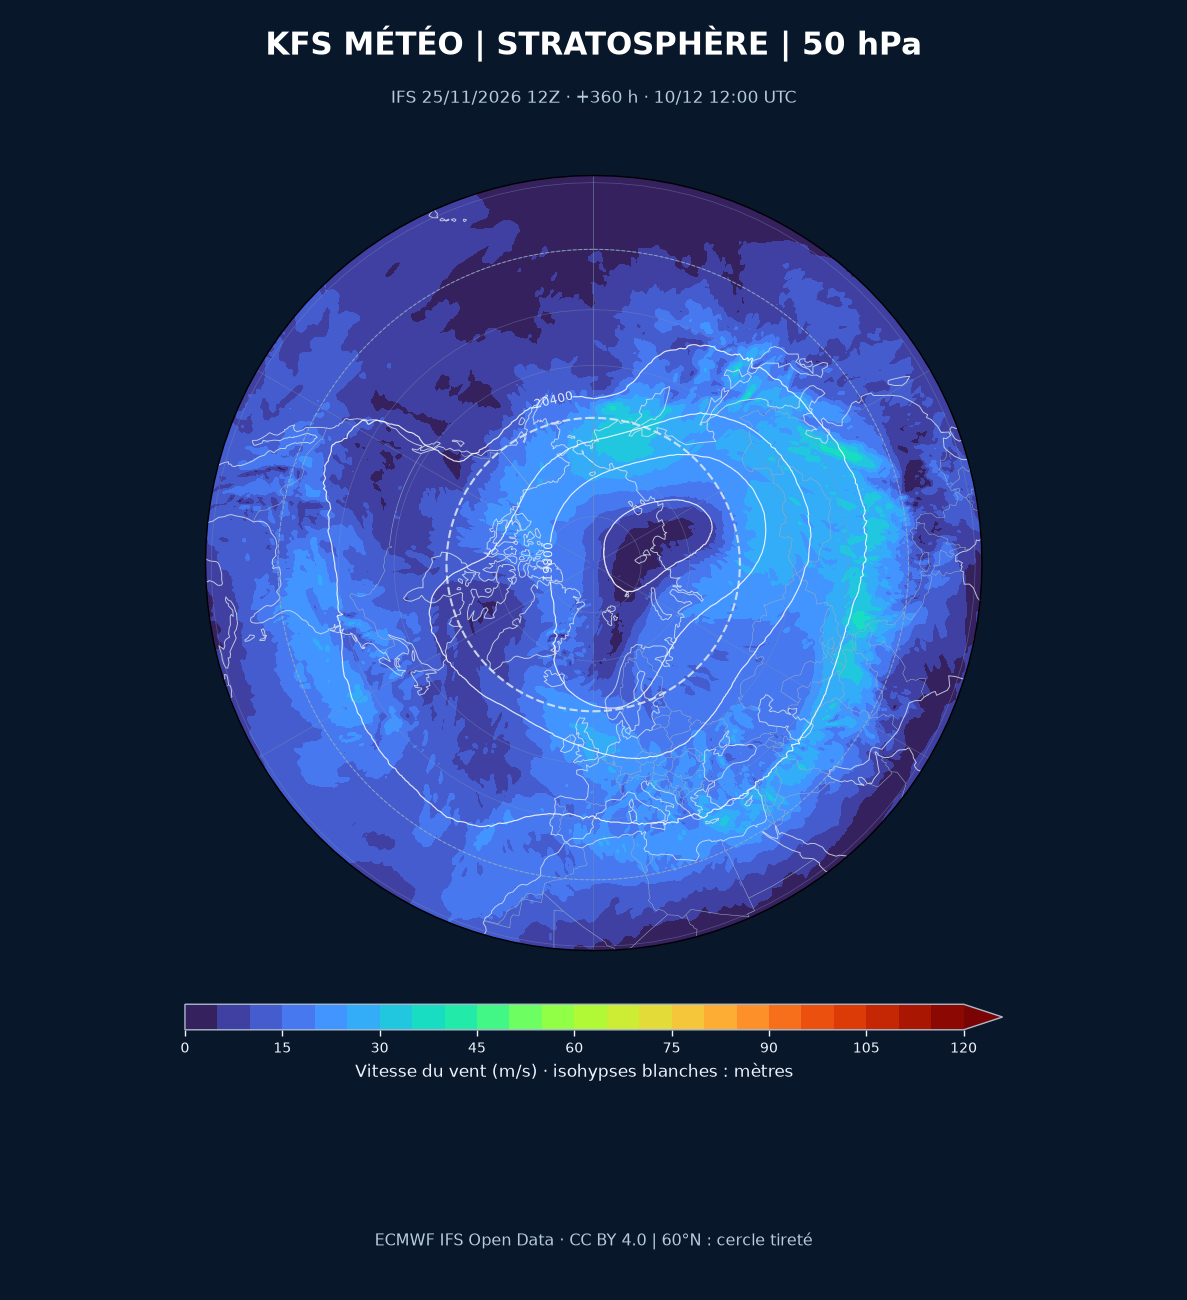 KFS MÉTÉO | STRATOSPHÈRE | 50 hPa
IFS 25/11/2026 12Z · +360 h · 10/12 12:00 UTC
20400
19800
0 15 30 45 60 75 90 105 120
Vitesse du vent (m/s) · isohypses blanches : mètres
ECMWF IFS Open Data · CC BY 4.0 | 60°N : cercle tireté